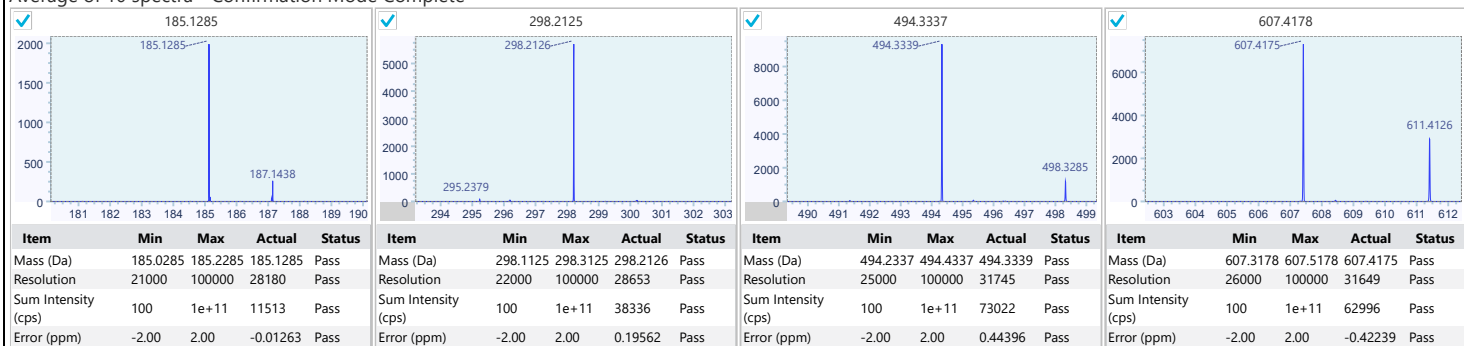 Average of 10 spectra - Confirmation Mode Complete
185.1285
2000
1500
1000
500
0
185.1285
187.1438
181 182 183 184 185 186 187 188 189 190
Item Min Max Actual Status
Mass (Da) 185.0285 185.2285 185.1285 Pass
Resolution 21000 100000 28180 Pass
Sum Intensity (cps) 100 1e+11 11513 Pass
Error (ppm) -2.00 2.00 -0.01263 Pass
298.2125
5000
4000
3000
2000
1000
0
298.2126
295.2379
294 295 296 297 298 299 300 301 302 303
Item Min Max Actual Status
Mass (Da) 298.1125 298.3125 298.2126 Pass
Resolution 22000 100000 28653 Pass
Sum Intensity (cps) 100 1e+11 38336 Pass
Error (ppm) -2.00 2.00 0.19562 Pass
494.3337
8000
6000
4000
2000
0
494.3339
498.3285
490 491 492 493 494 495 496 497 498 499
Item Min Max Actual Status
Mass (Da) 494.2337 494.4337 494.3339 Pass
Resolution 25000 100000 31745 Pass
Sum Intensity (cps) 100 1e+11 73022 Pass
Error (ppm) -2.00 2.00 0.44396 Pass
607.4178
6000
4000
2000
0
607.4175
611.4126
603 604 605 606 607 608 609 610 611 612
Item Min Max Actual Status
Mass (Da) 607.3178 607.5178 607.4175 Pass
Resolution 26000 100000 31649 Pass
Sum Intensity (cps) 100 1e+11 62996 Pass
Error (ppm) -2.00 2.00 -0.42239 Pass